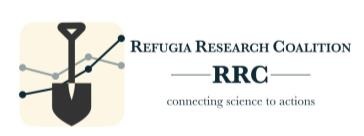 REFUGIA RESEARCH COALITION
RRC
connecting science to actions